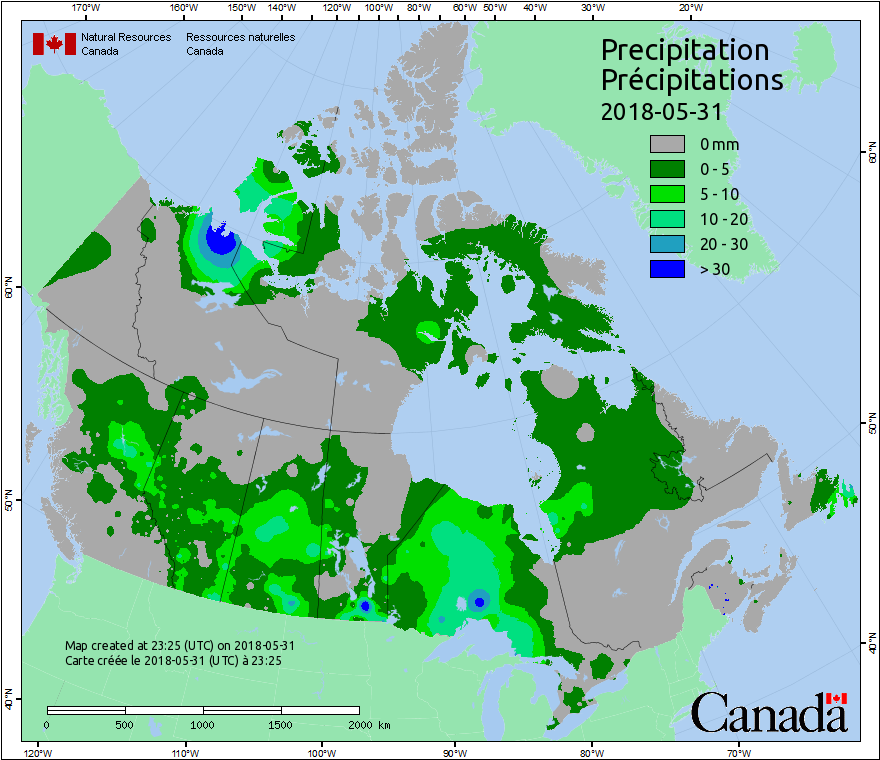 170°W 160°W 150°W 140°W 120°W 100°W 80°W 60°W 50°W 40°W 30°W 20°W
Natural Resources Ressources naturelles
Canada Canada
Precipitation
Précipitations
2018-05-31
0 mm
0 - 5
5 - 10
10 - 20
20 - 30
> 30
60°N
60°N
50°N
50°N
40°N
40°N
Map created at 23:25 (UTC) on 2018-05-31
Carte créée le 2018-05-31 (UTC) à 23:25
0 500 1000 1500 2000 km
Canada
120°W 110°W 100°W 90°W 80°W 70°W